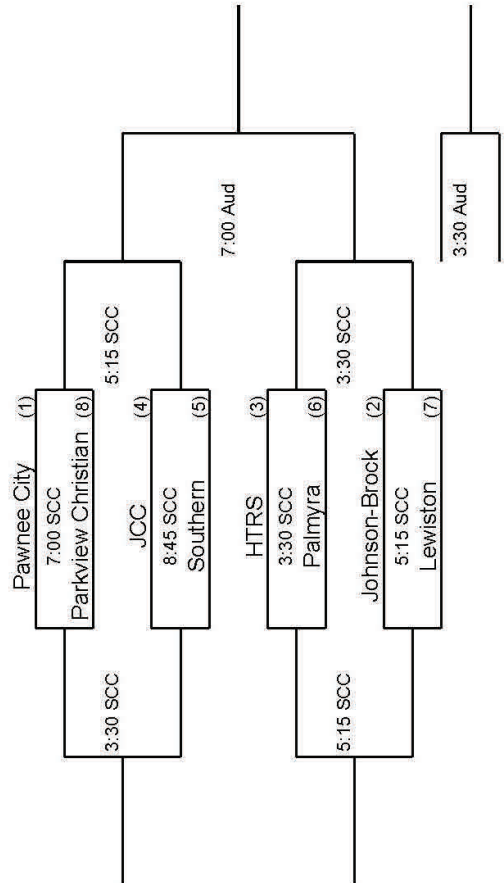 Pawnee City (1)
7:00 SCC
Parkview Christian (8)
JCC (4)
8:45 SCC
Southern (5)
HTRS (3)
3:30 SCC
Palmyra (6)
Johnson-Brock (2)
5:15 SCC
Lewiston (7)
3:30 SCC
5:15 SCC
5:15 SCC
3:30 SCC
7:00 Aud
3:30 Aud